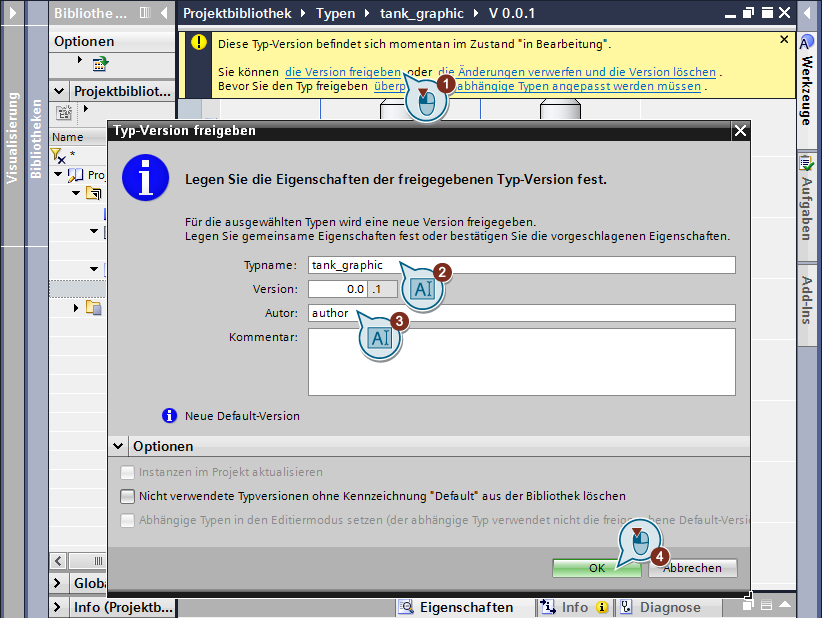 Bibliothe...
Projektbibliothek › Typen › tank_graphic › V 0.0.1
Optionen
Diese Typ-Version befindet sich momentan im Zustand "in Bearbeitung".
Sie können die Version freigeben oder die Änderungen verwerfen und die Version löschen .
Bevor Sie den Typ freigeben überp abhängige Typen angepasst werden müssen .
1
Projektbibliot...
Name
*
Pro
Visualisierung
Bibliotheken
Werkzeuge
Aufgaben
Add-Ins
Typ-Version freigeben
Legen Sie die Eigenschaften der freigegebenen Typ-Version fest.
Für die ausgewählten Typen wird eine neue Version freigegeben.
Legen Sie gemeinsame Eigenschaften fest oder bestätigen Sie die vorgeschlagenen Eigenschaften.
Typname: tank_graphic
2
Version: 0.0 .1
Autor: author
3
Kommentar:
Neue Default-Version
Optionen
Instanzen im Projekt aktualisieren
Nicht verwendete Typversionen ohne Kennzeichnung "Default" aus der Bibliothek löschen
Abhängige Typen in den Editiermodus setzen (der abhängige Typ verwendet nicht die freige bene Default-Versi
4
OK Abbrechen
Globa
Info (Projektb...
Eigenschaften Info Diagnose